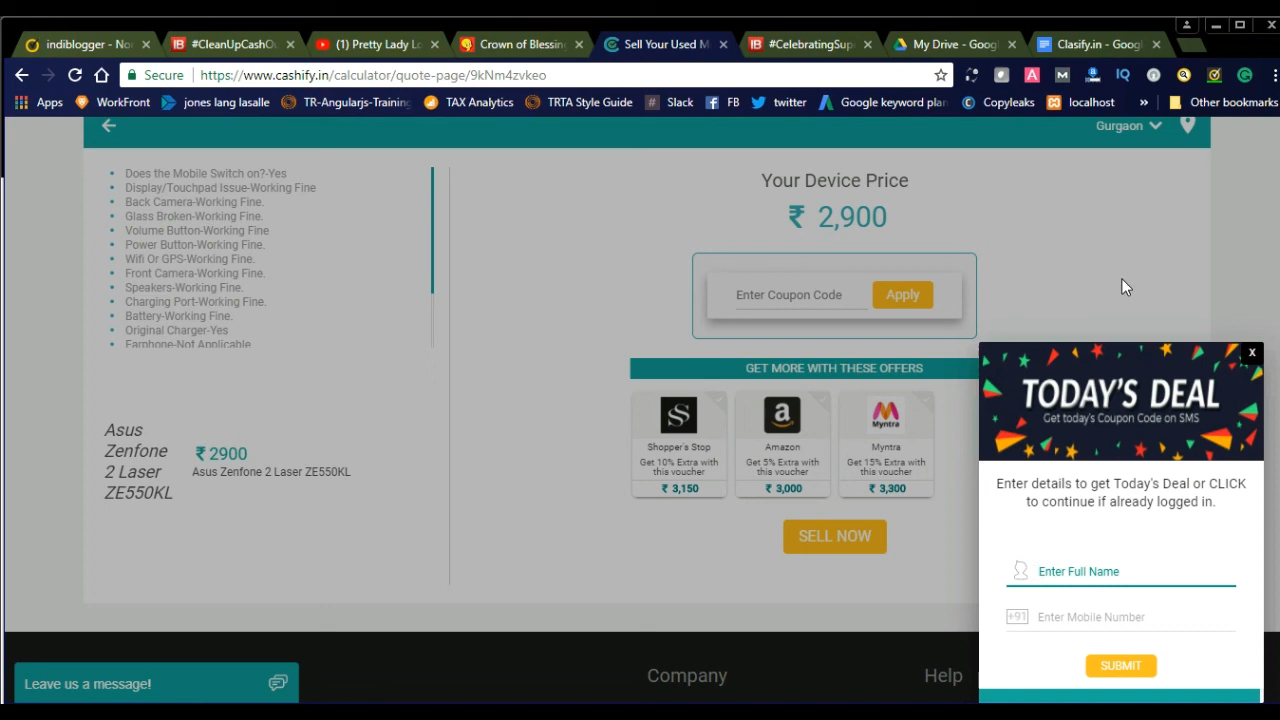 indiblogger - No
#CleanUpCashO
(1) Pretty Lady L
Crown of Blessin
Sell Your Used M
#CelebratingSup
My Drive - Googl
Clasify.in - Googl
Secure https://www.cashify.in/calculator/quote-page/9kNm4zvkeo
Apps WorkFront jones lang lasalle TR-Angularjs-Training TAX Analytics TRTA Style Guide Slack FB twitter Google keyword plan Copyleaks localhost » Other bookmarks
Gurgaon
Does the Mobile Switch on?-Yes
Display/Touchpad Issue-Working Fine
Back Camera-Working Fine.
Glass Broken-Working Fine.
Volume Button-Working Fine
Power Button-Working Fine.
Wifi Or GPS-Working Fine.
Front Camera-Working Fine.
Speakers-Working Fine.
Charging Port-Working Fine.
Battery-Working Fine.
Original Charger-Yes
Earphone-Not Applicable
Asus
Zenfone
2 Laser
ZE550KL
₹ 2900
Asus Zenfone 2 Laser ZE550KL
Your Device Price
₹ 2,900
Enter Coupon Code Apply
GET MORE WITH THESE OFFERS
Shopper's Stop
Get 10% Extra with
this voucher
₹ 3,150
Amazon
Get 5% Extra with
this voucher
₹ 3,000
Myntra
Myntra
Get 15% Extra with
this voucher
₹ 3,300
SELL NOW
X
TODAY'S DEAL
Get today's Coupon Code on SMS
Enter details to get Today's Deal or CLICK
to continue if already logged in.
Enter Full Name
+91 Enter Mobile Number
SUBMIT
Leave us a message!
Company
Help